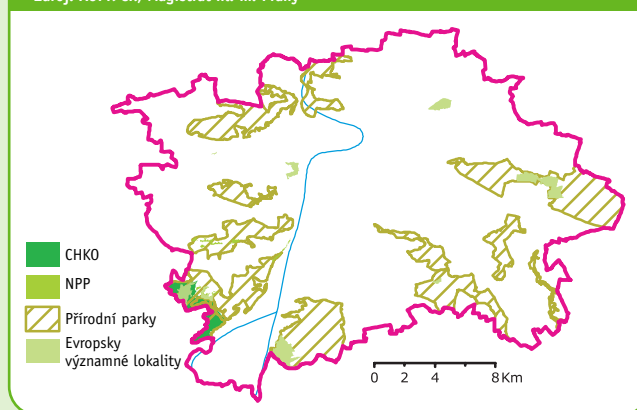 CHKO
NPP
Přírodní parky
Evropsky
významné lokality
0 2 4 8 Km